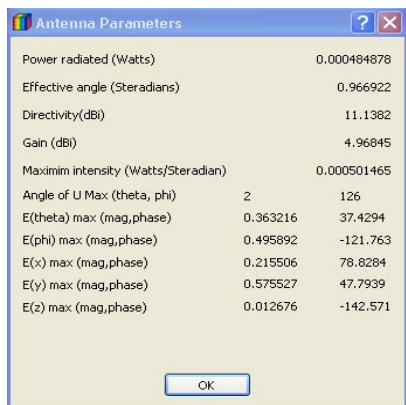 Antenna Parameters
Power radiated (Watts) 0.000484878
Effective angle (Steradians) 0.966922
Directivity(dBi) 11.1382
Gain (dBi) 4.96845
Maximim intensity (Watts/Steradian) 0.000501465
Angle of U Max (theta, phi) 2 126
E(theta) max (mag,phase) 0.363216 37.4294
E(phi) max (mag,phase) 0.495892 -121.763
E(x) max (mag,phase) 0.215506 78.8284
E(y) max (mag,phase) 0.575527 47.7939
E(z) max (mag,phase) 0.012676 -142.571
OK